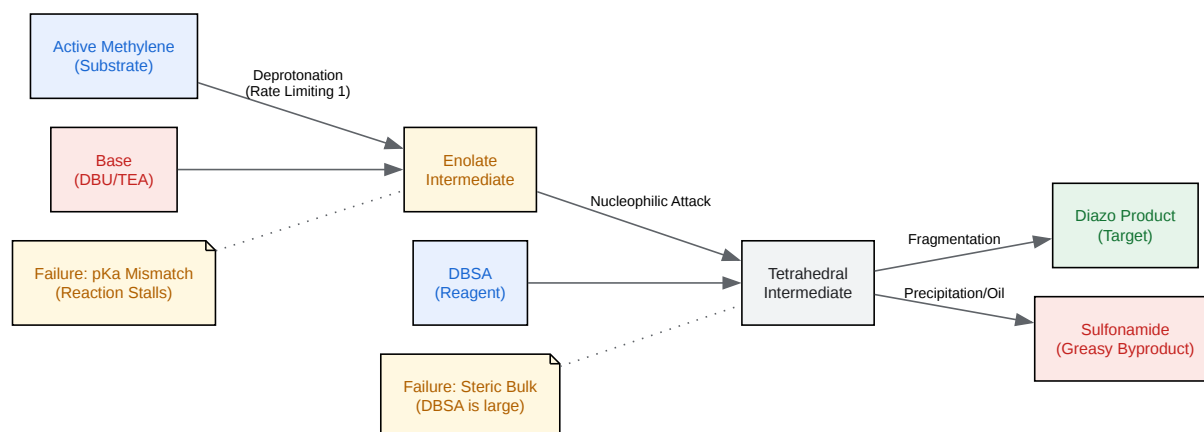 Active Methylene
(Substrate)
Deprotonation
(Rate Limiting 1)
Base
(DBU/TEA)
Enolate
Intermediate
Failure: pKa Mismatch
(Reaction Stalls)
Nucleophilic Attack
DBSA
(Reagent)
Failure: Steric Bulk
(DBSA is large)
Tetrahedral
Intermediate
Fragmentation
Diazo Product
(Target)
Precipitation/Oil
Sulfonamide
(Greasy Byproduct)